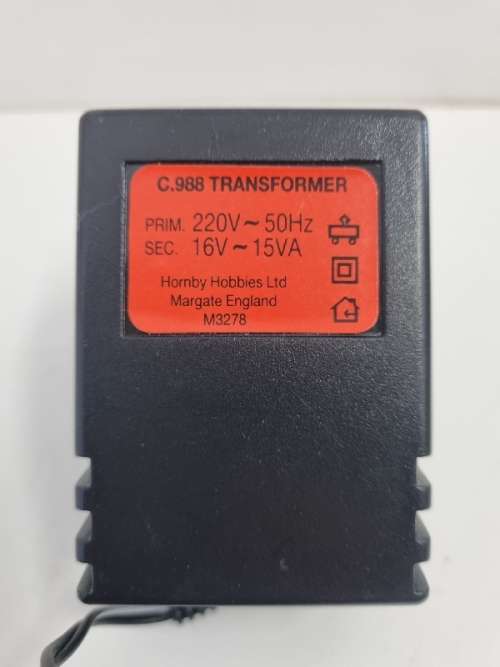 C.988 TRANSFORMER
PRIM. 220V~50Hz
SEC. 16V~15VA
Hornby Hobbies Ltd
Margate England
M3278